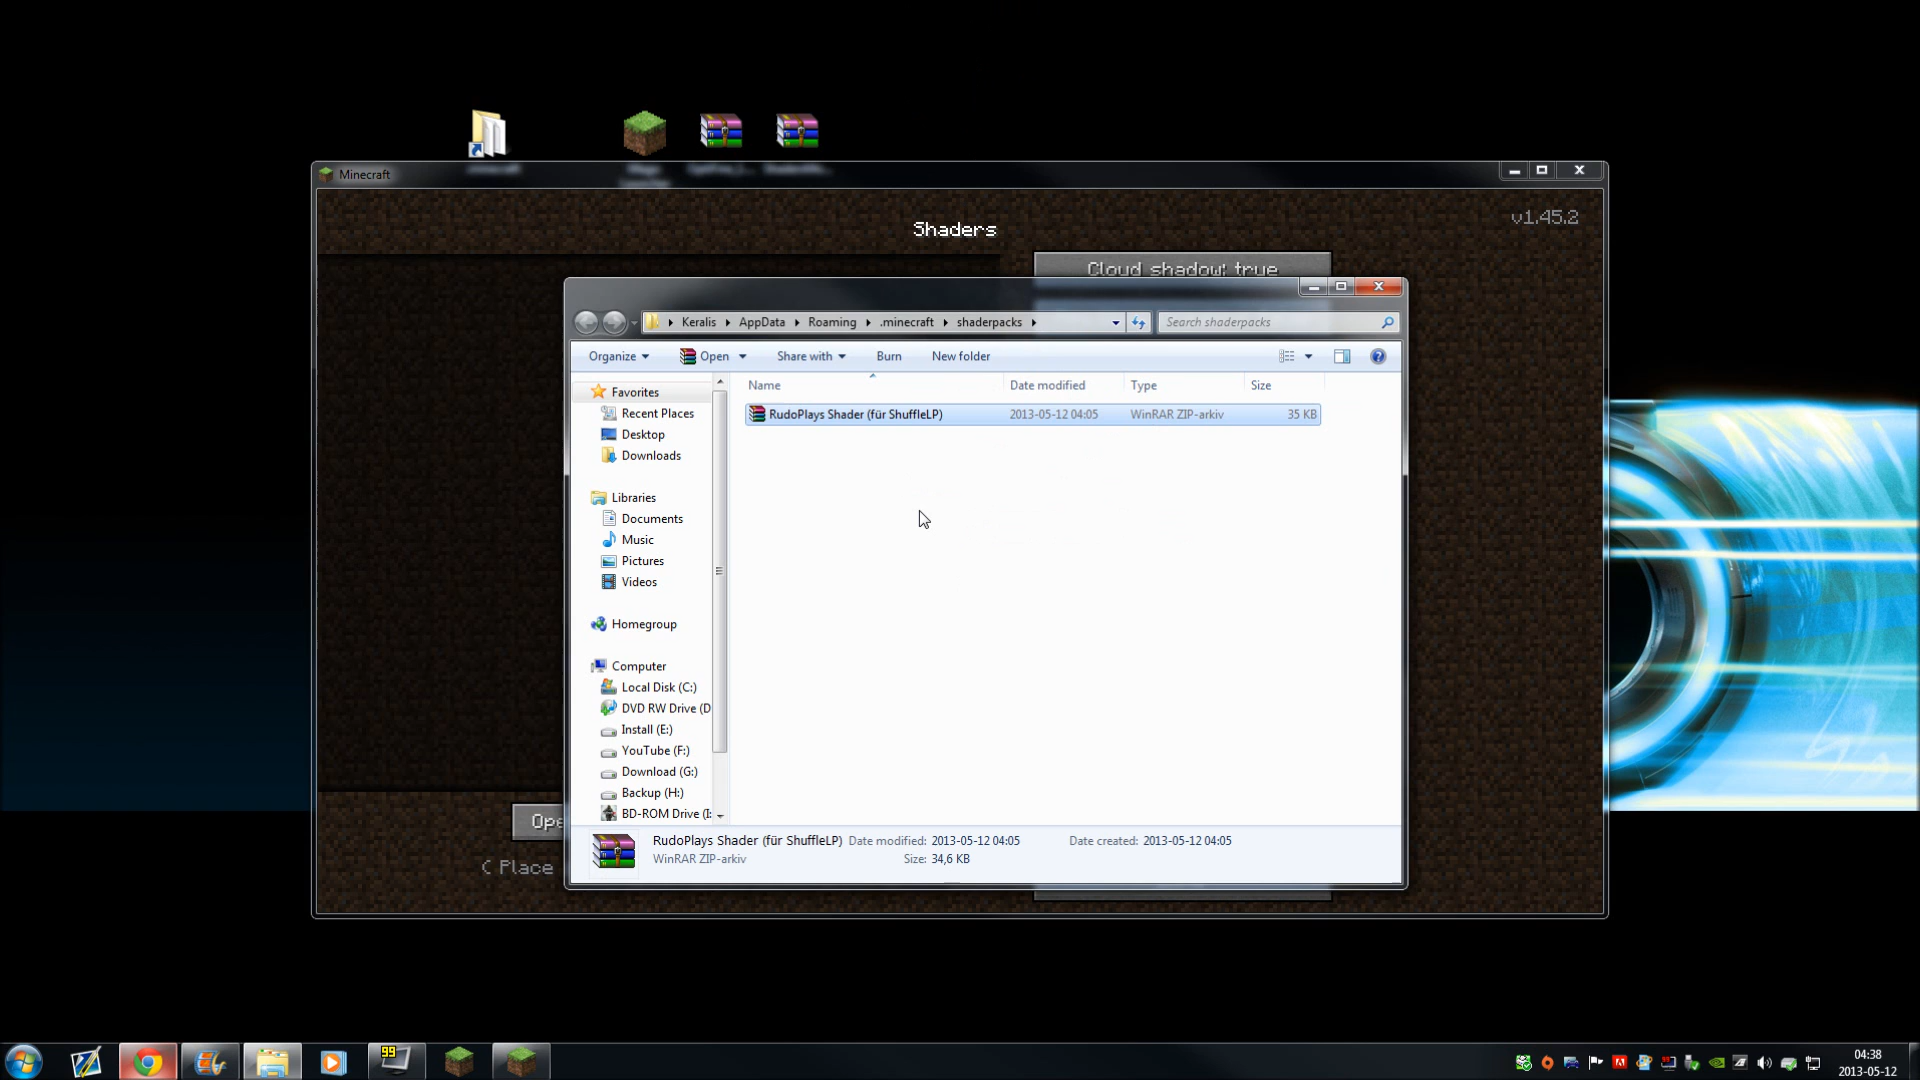 Minecraft
Shaders
v1.45.2
Cloud shadow: true
Keralis AppData Roaming .minecraft shaderpacks
Search shaderpacks
Organize Open Share with Burn New folder
Name Date modified Type Size
RudoPlays Shader (für ShuffleLP) 2013-05-12 04:05 WinRAR ZIP-arkiv 35 KB
Favorites
Recent Places
Desktop
Downloads
Libraries
Documents
Music
Pictures
Videos
Homegroup
Computer
Local Disk (C:)
DVD RW Drive (D
Install (E:)
YouTube (F:)
Download (G:)
Backup (H:)
BD-ROM Drive (I:
Ope
( Place
RudoPlays Shader (für ShuffleLP) Date modified: 2013-05-12 04:05 Date created: 2013-05-12 04:05
WinRAR ZIP-arkiv Size: 34,6 KB
99
04:38
2013-05-12